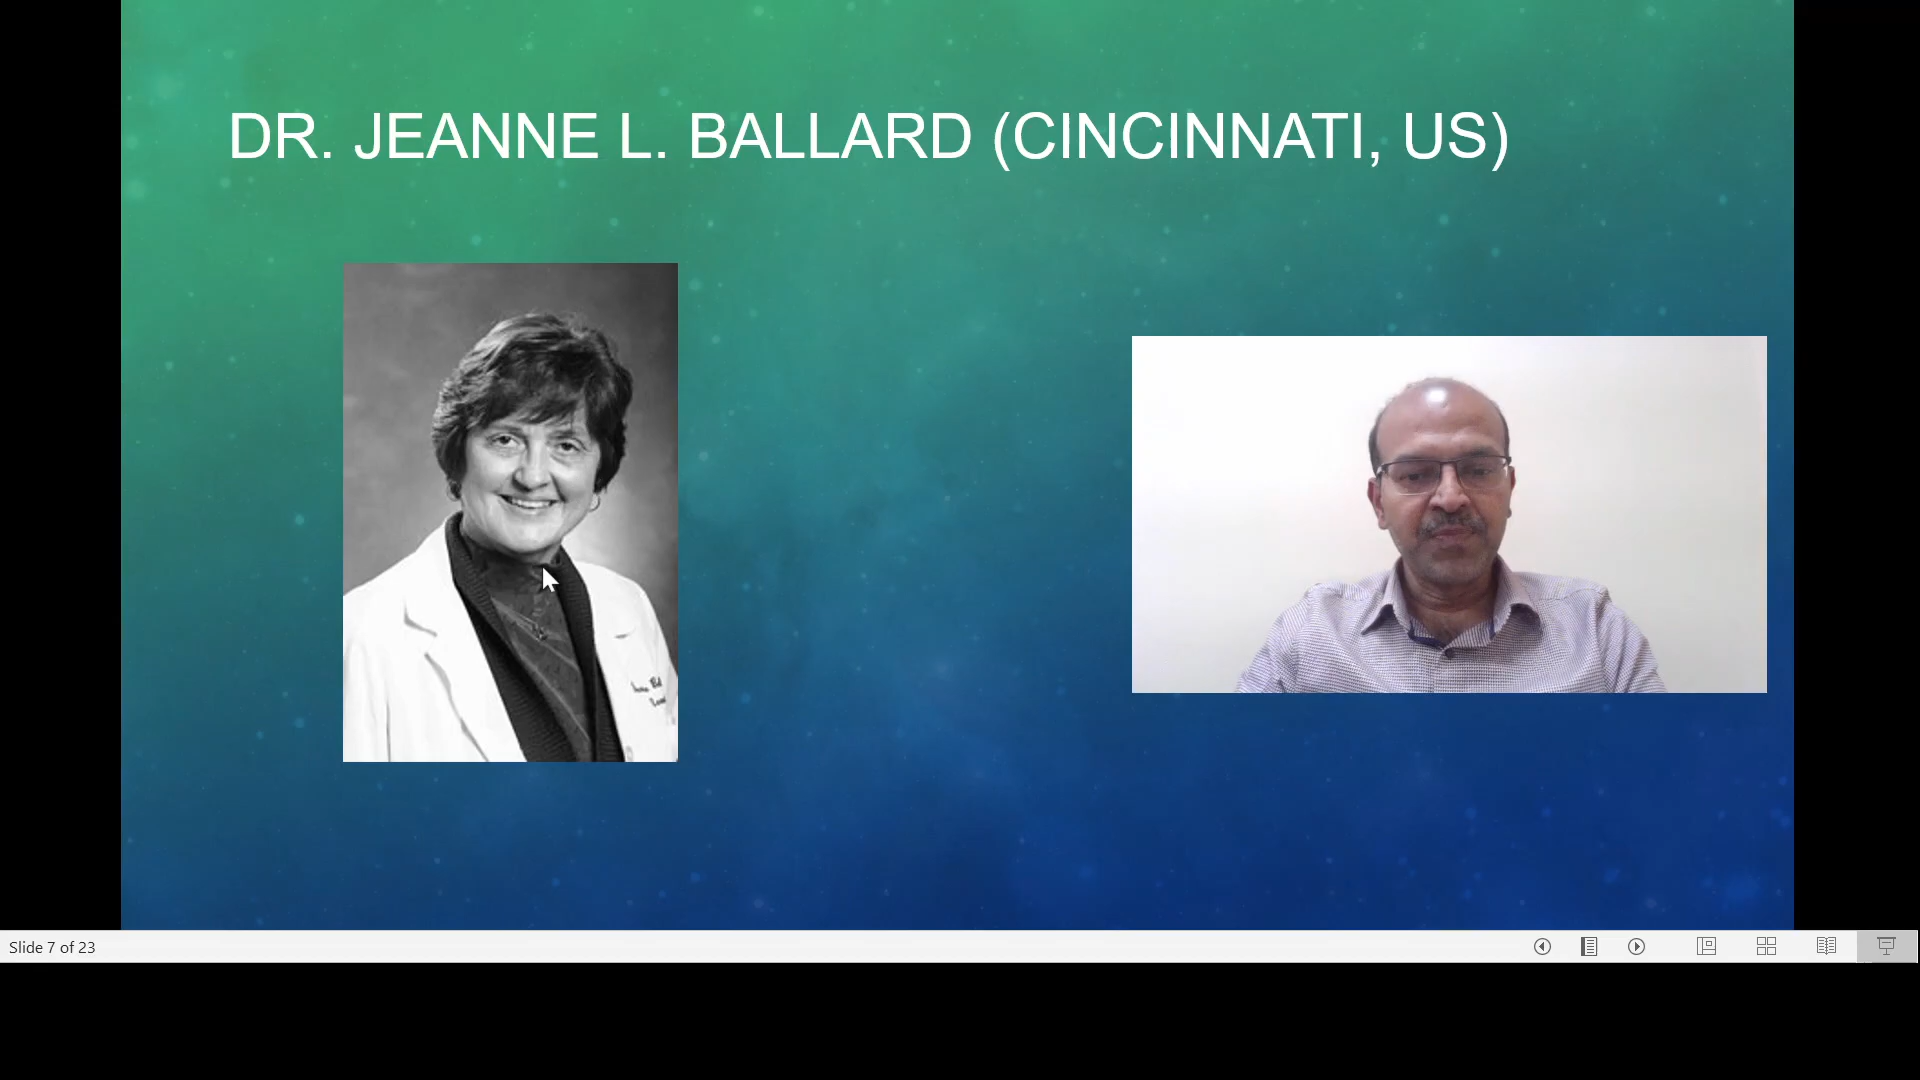 DR. JEANNE L. BALLARD (CINCINNATI, US)
Slide 7 of 23